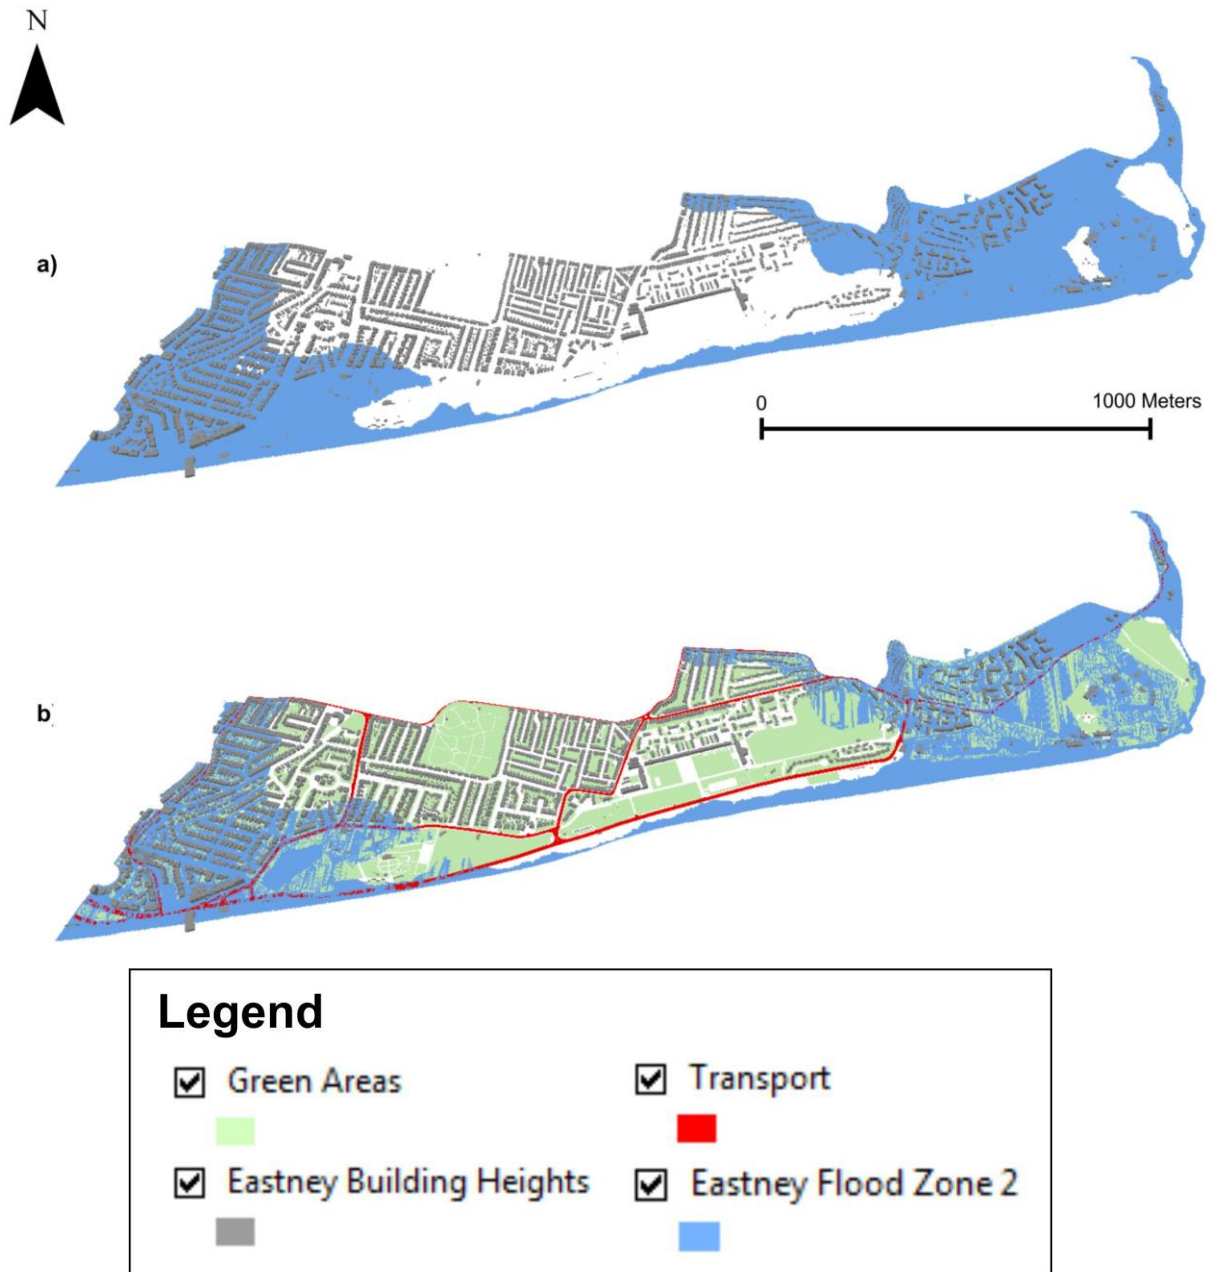 N
a)
0 1000 Meters
b)
Legend
Green Areas Transport
Eastney Building Heights Eastney Flood Zone 2